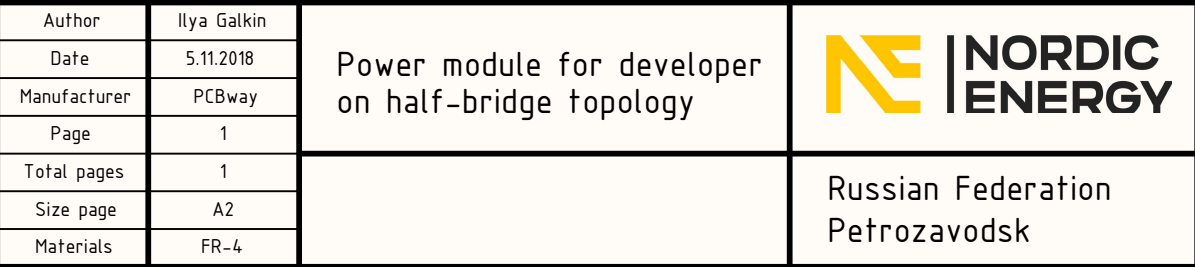 Author Ilya Galkin
Date 5.11.2018
Manufacturer PCBway
Page 1
Total pages 1
Size page A2
Materials FR-4
Power module for developer
on half-bridge topology
NE NORDIC
ENERGY
Russian Federation
Petrozavodsk